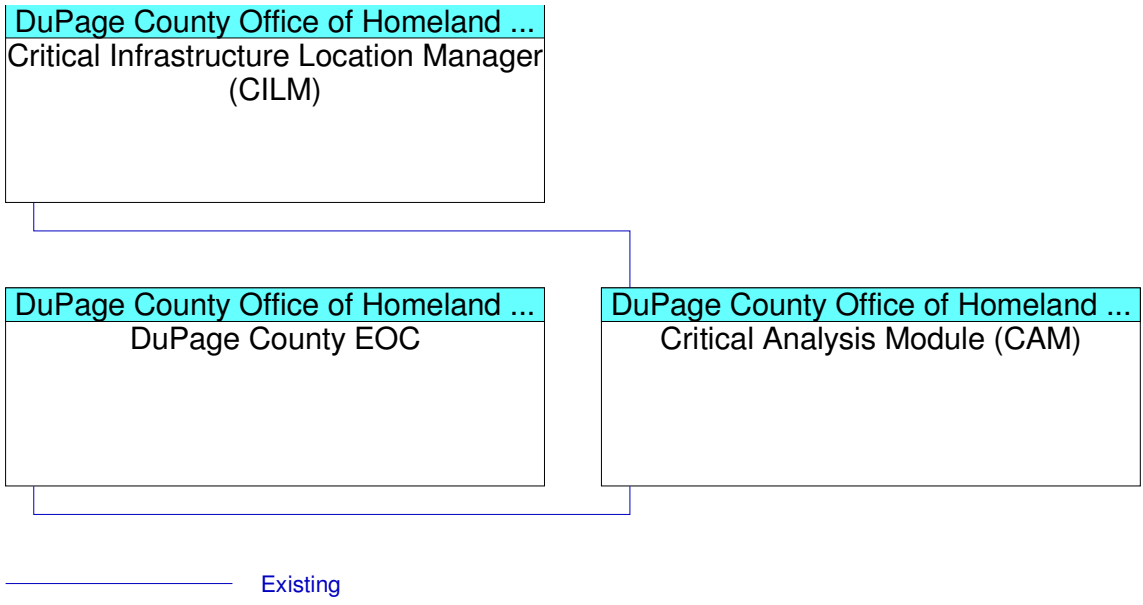 DuPage County Office of Homeland ...
Critical Infrastructure Location Manager
(CILM)
DuPage County Office of Homeland ...
DuPage County EOC
DuPage County Office of Homeland ...
Critical Analysis Module (CAM)
Existing